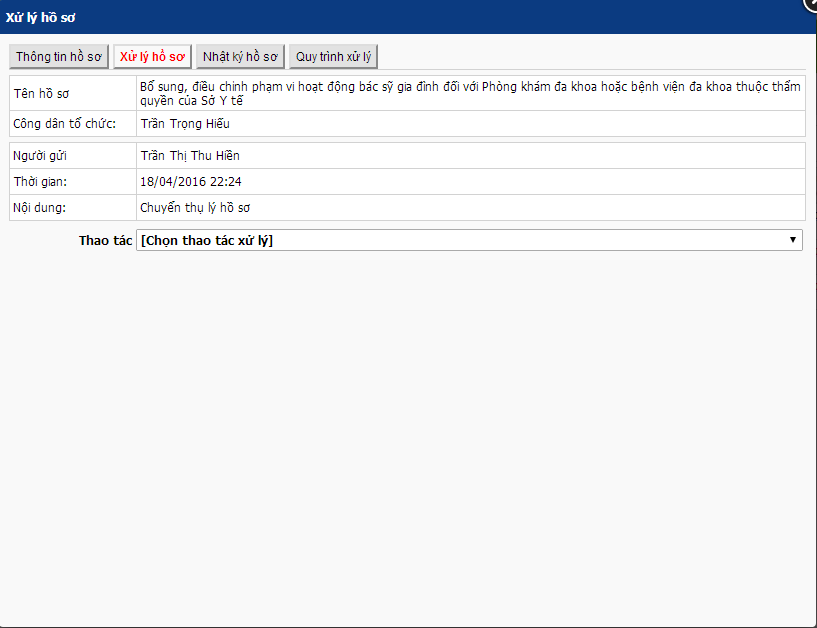 Xử lý hồ sơ
Thông tin hồ sơ Xử lý hồ sơ Nhật ký hồ sơ Quy trình xử lý
Tên hồ sơ
Bổ sung, điều chỉnh phạm vi hoạt động bác sỹ gia đình đối với Phòng khám đa khoa hoặc bệnh viện đa khoa thuộc thẩm
quyền của Sở Y tế
Công dân tổ chức: Trần Trọng Hiếu
Người gửi Trần Thị Thu Hiền
Thời gian: 18/04/2016 22:24
Nội dung: Chuyển thụ lý hồ sơ
Thao tác [Chọn thao tác xử lý]